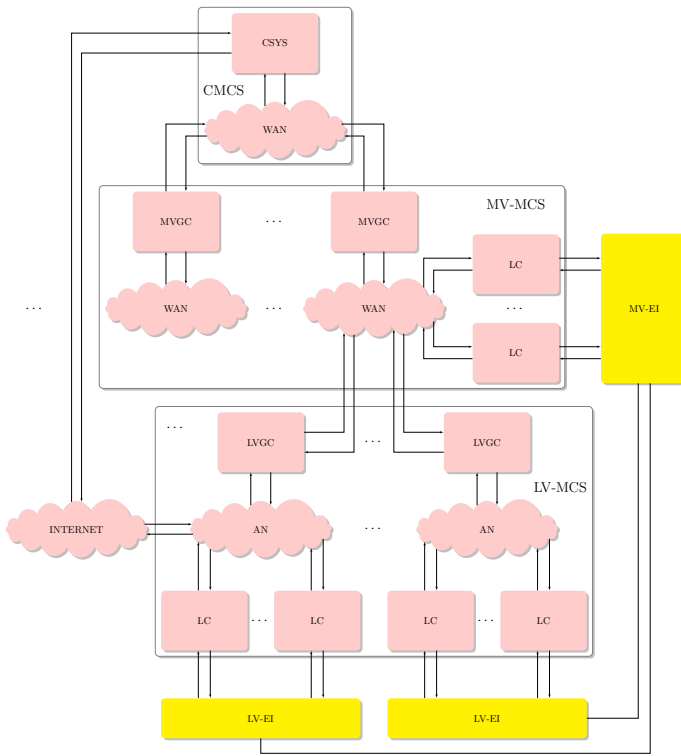 CSYS
CMCS
WAN
MVGC
. . .
MVGC
MV-MCS
LC
. . .
WAN
. . .
WAN
. . .
MV-EI
LC
. . .
LVGC
. . .
LVGC
LV-MCS
INTERNET
AN
. . .
AN
LC
. . .
LC
LC
. . .
LC
LV-EI
LV-EI